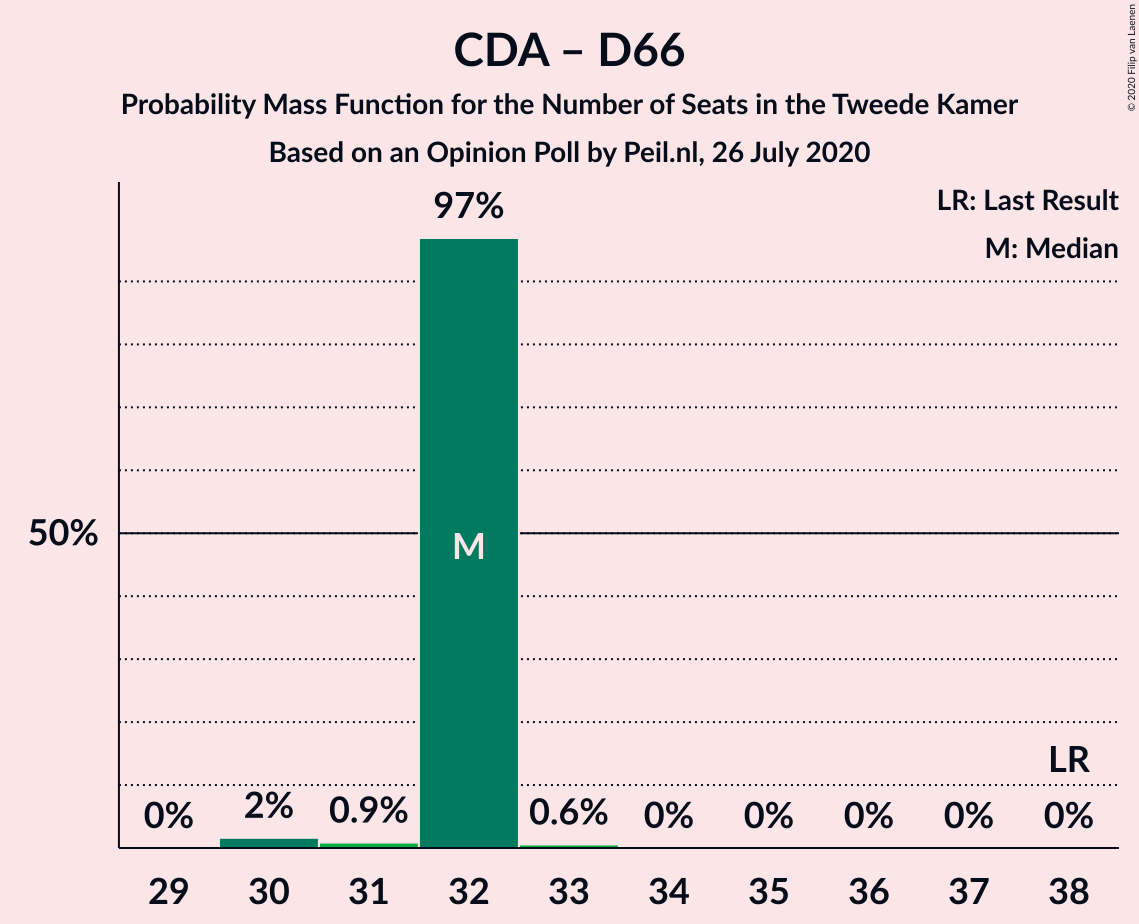 CDA – D66
Probability Mass Function for the Number of Seats in the Tweede Kamer
Based on an Opinion Poll by Peil.nl, 26 July 2020
© 2020 Filip van Laenen
LR: Last Result
M: Median
97%
50%
M
LR
0% 2% 0.9% 0.6% 0% 0% 0% 0% 0%
29 30 31 32 33 34 35 36 37 38